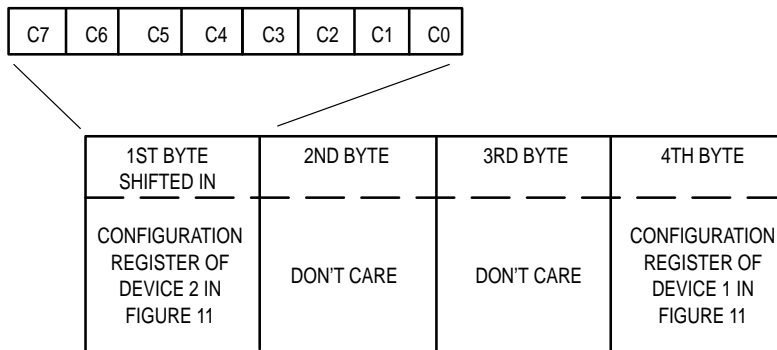 C7 C6 C5 C4 C3 C2 C1 C0
1ST BYTE
SHIFTED IN
2ND BYTE
3RD BYTE
4TH BYTE
CONFIGURATION
REGISTER OF
DEVICE 2 IN
FIGURE 11
DON'T CARE
DON'T CARE
CONFIGURATION
REGISTER OF
DEVICE 1 IN
FIGURE 11